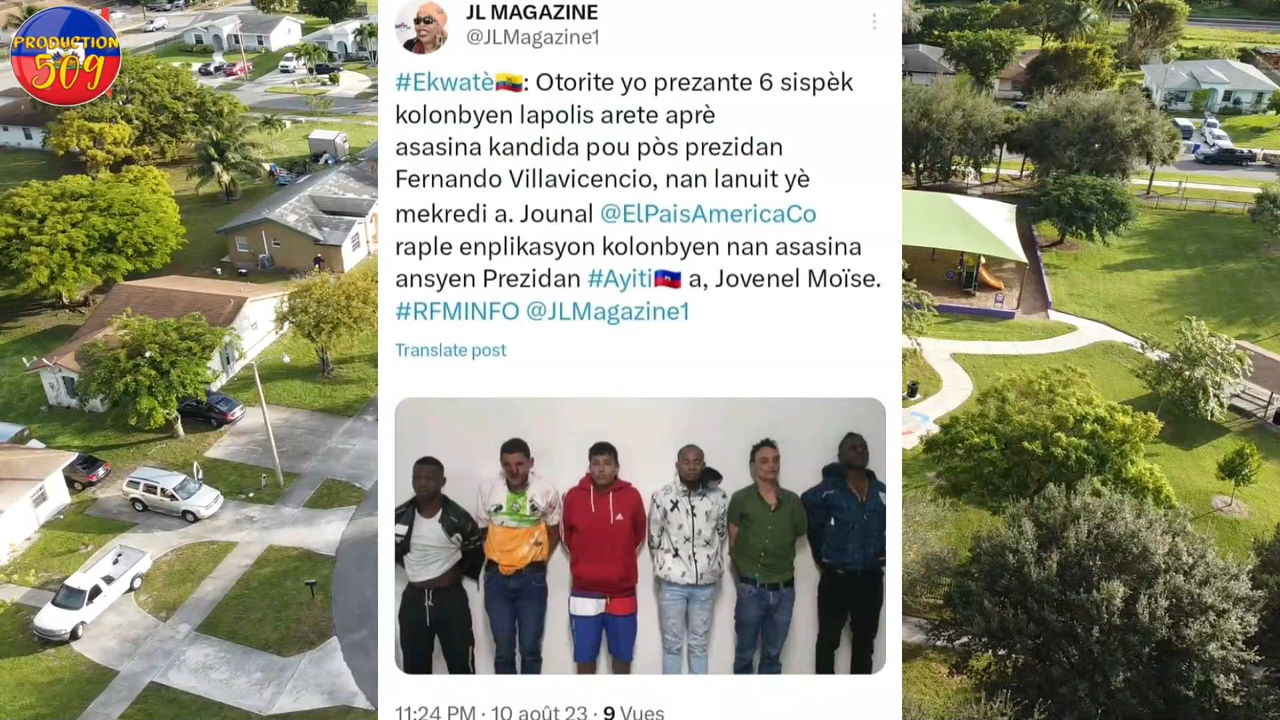 PRODUCTION
509
JL MAGAZINE
@JLMagazine1
#Ekwatè🇪🇨: Otorite yo prezante 6 sispèk
kolonbyen lapolis arete aprè
asasina kandida pou pòs prezidan
Fernando Villavicencio, nan lanuit yè
mekredi a. Jounal @ElPaisAmericaCo
raple enplikasyon kolonbyen nan asasina
ansyen Prezidan #Ayiti🇭🇹 a, Jovenel Moïse.
#RFMINFO @JLMagazine1
Translate post
11:24 PM · 10 août 23 · 9 Vues